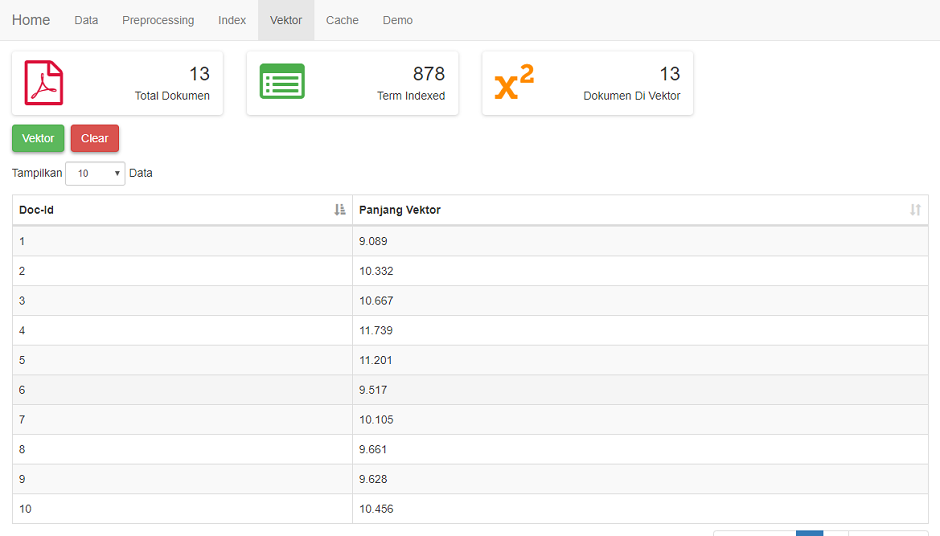 Home Data Preprocessing Index Vektor Cache Demo
13
Total Dokumen
878
Term Indexed
x²
13
Dokumen Di Vektor
Vektor Clear
Tampilkan 10 Data
Doc-Id Panjang Vektor
1 9.089
2 10.332
3 10.667
4 11.739
5 11.201
6 9.517
7 10.105
8 9.661
9 9.628
10 10.456